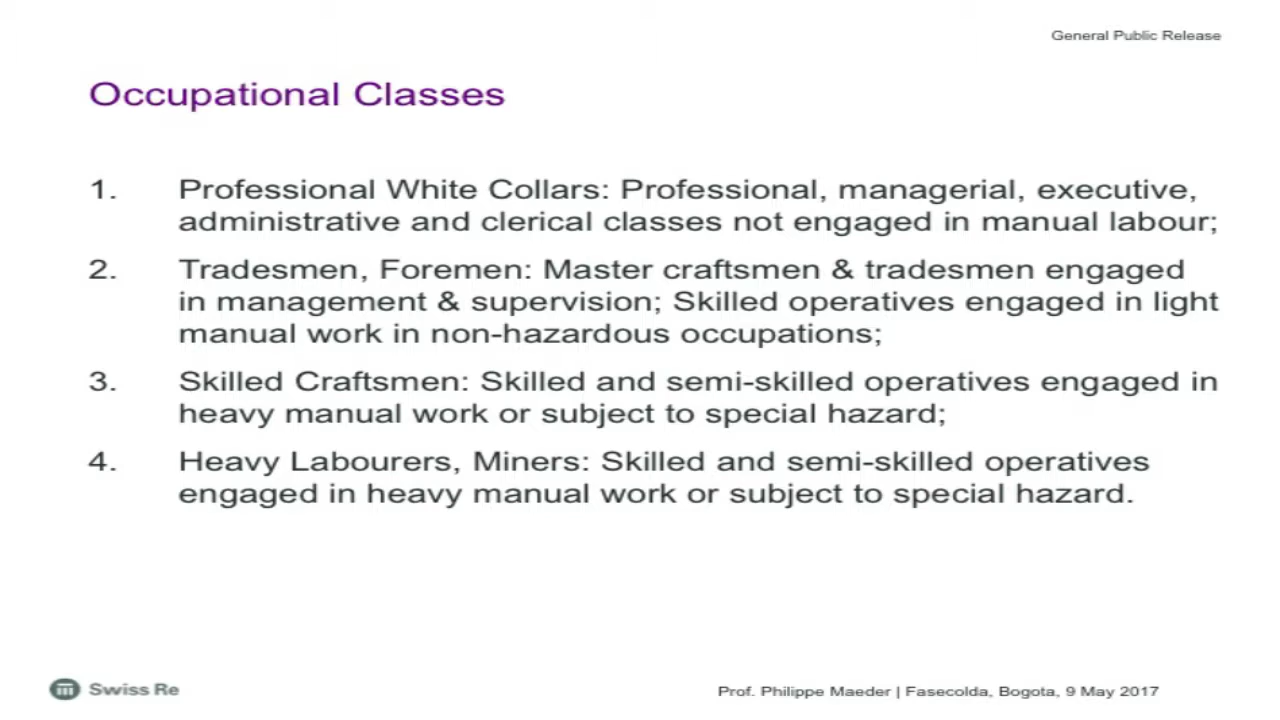 General Public Release
Occupational Classes
1. Professional White Collars: Professional, managerial, executive,
administrative and clerical classes not engaged in manual labour;
2. Tradesmen, Foremen: Master craftsmen & tradesmen engaged
in management & supervision; Skilled operatives engaged in light
manual work in non-hazardous occupations;
3. Skilled Craftsmen: Skilled and semi-skilled operatives engaged in
heavy manual work or subject to special hazard;
4. Heavy Labourers, Miners: Skilled and semi-skilled operatives
engaged in heavy manual work or subject to special hazard.
Swiss Re
Prof. Philippe Maeder | Fasecolda, Bogota, 9 May 2017